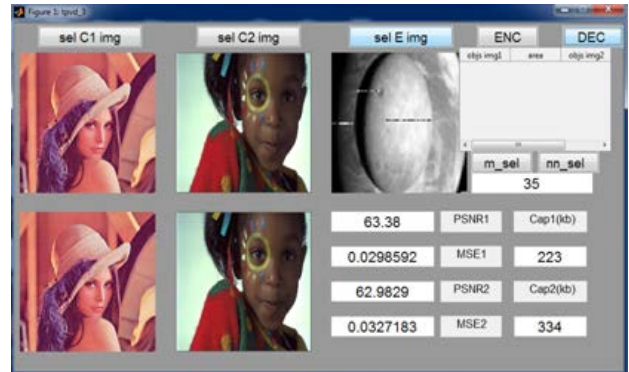 Figure 1: tpvd_3
sel C1 img sel C2 img sel E img ENC DEC
objs img1 area objs img2
m_sel nn_sel
35
63.38 PSNR1 Cap1(kb)
0.0298592 MSE1 223
62.9829 PSNR2 Cap2(kb)
0.0327183 MSE2 334